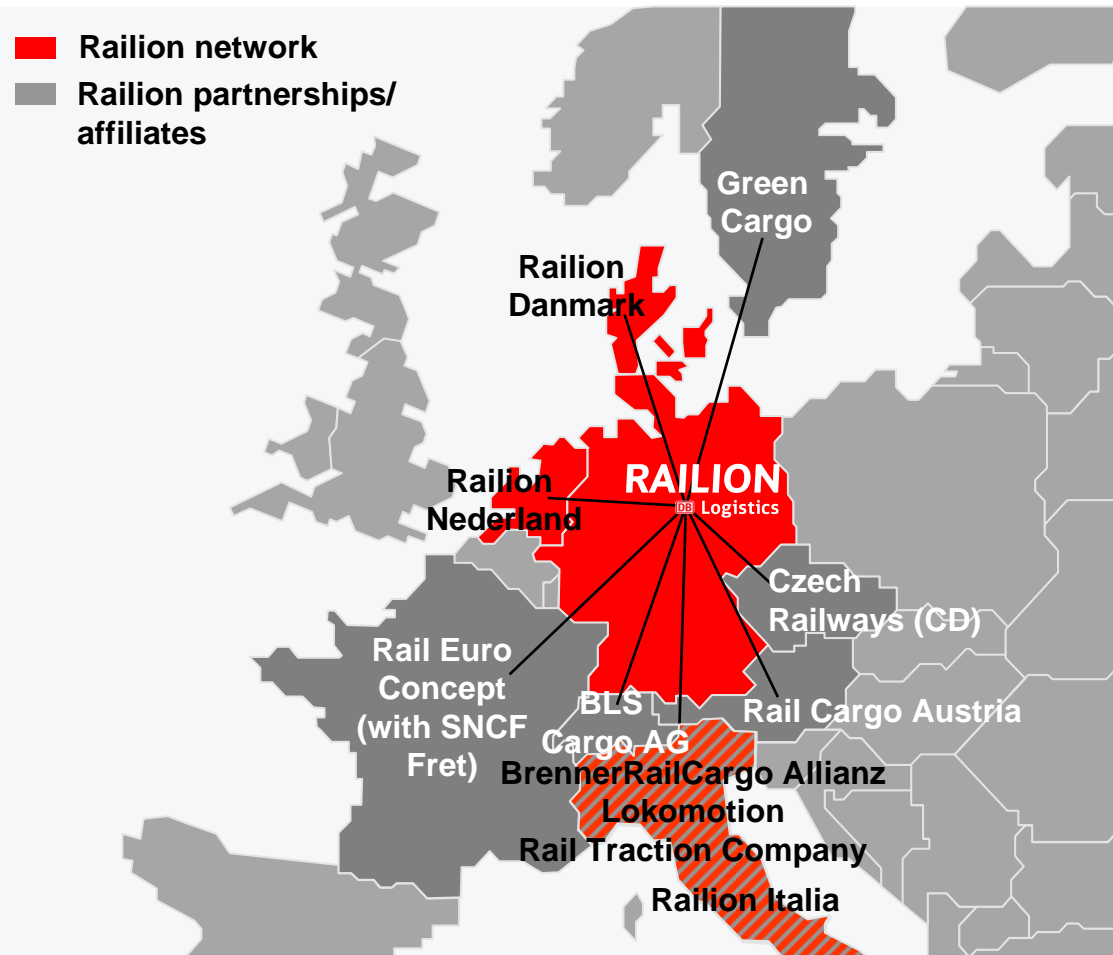 Railion network
Railion partnerships/
affiliates
Green
Cargo
Railion
Danmark
RAILION
DB Logistics
Railion
Nederland
Czech
Railways (CD)
Rail Euro
Concept
(with SNCF
Fret)
BLS
Cargo AG
Rail Cargo Austria
BrennerRailCargo Allianz
Lokomotion
Rail Traction Company
Railion Italia